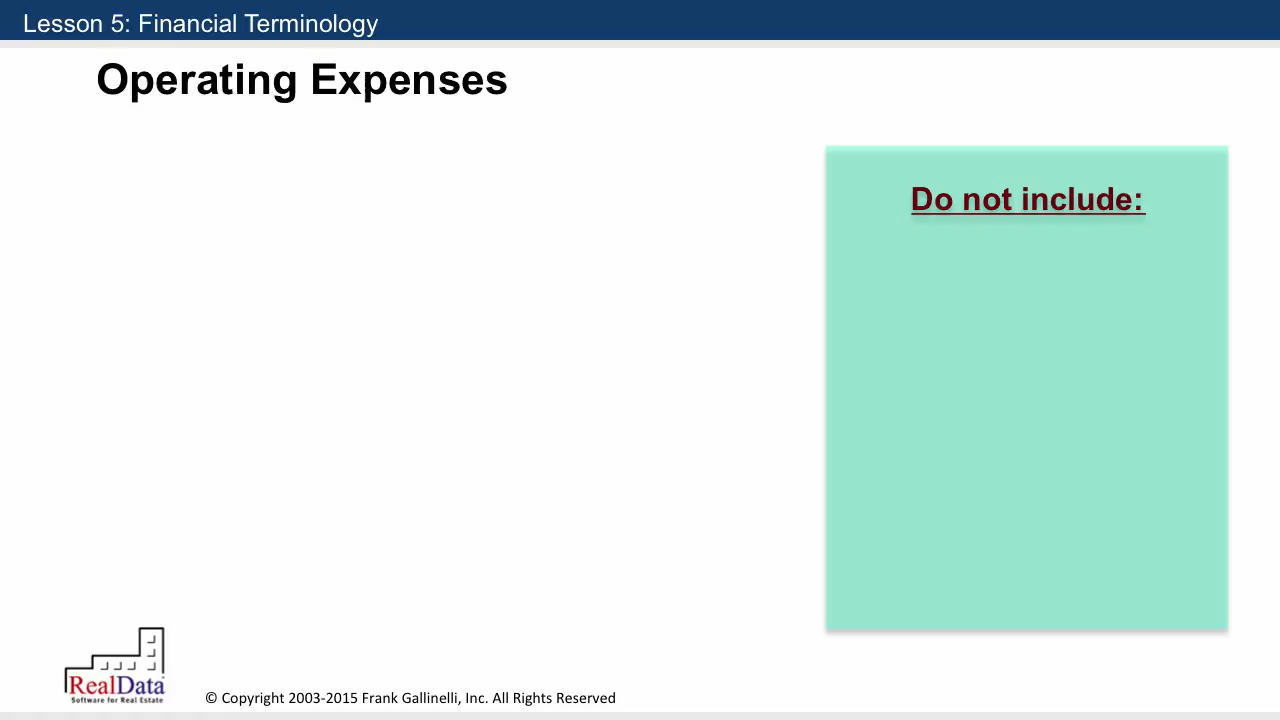 Lesson 5: Financial Terminology
Operating Expenses
Do not include:
RealData
Software for Real Estate
© Copyright 2003-2015 Frank Gallinelli, Inc. All Rights Reserved